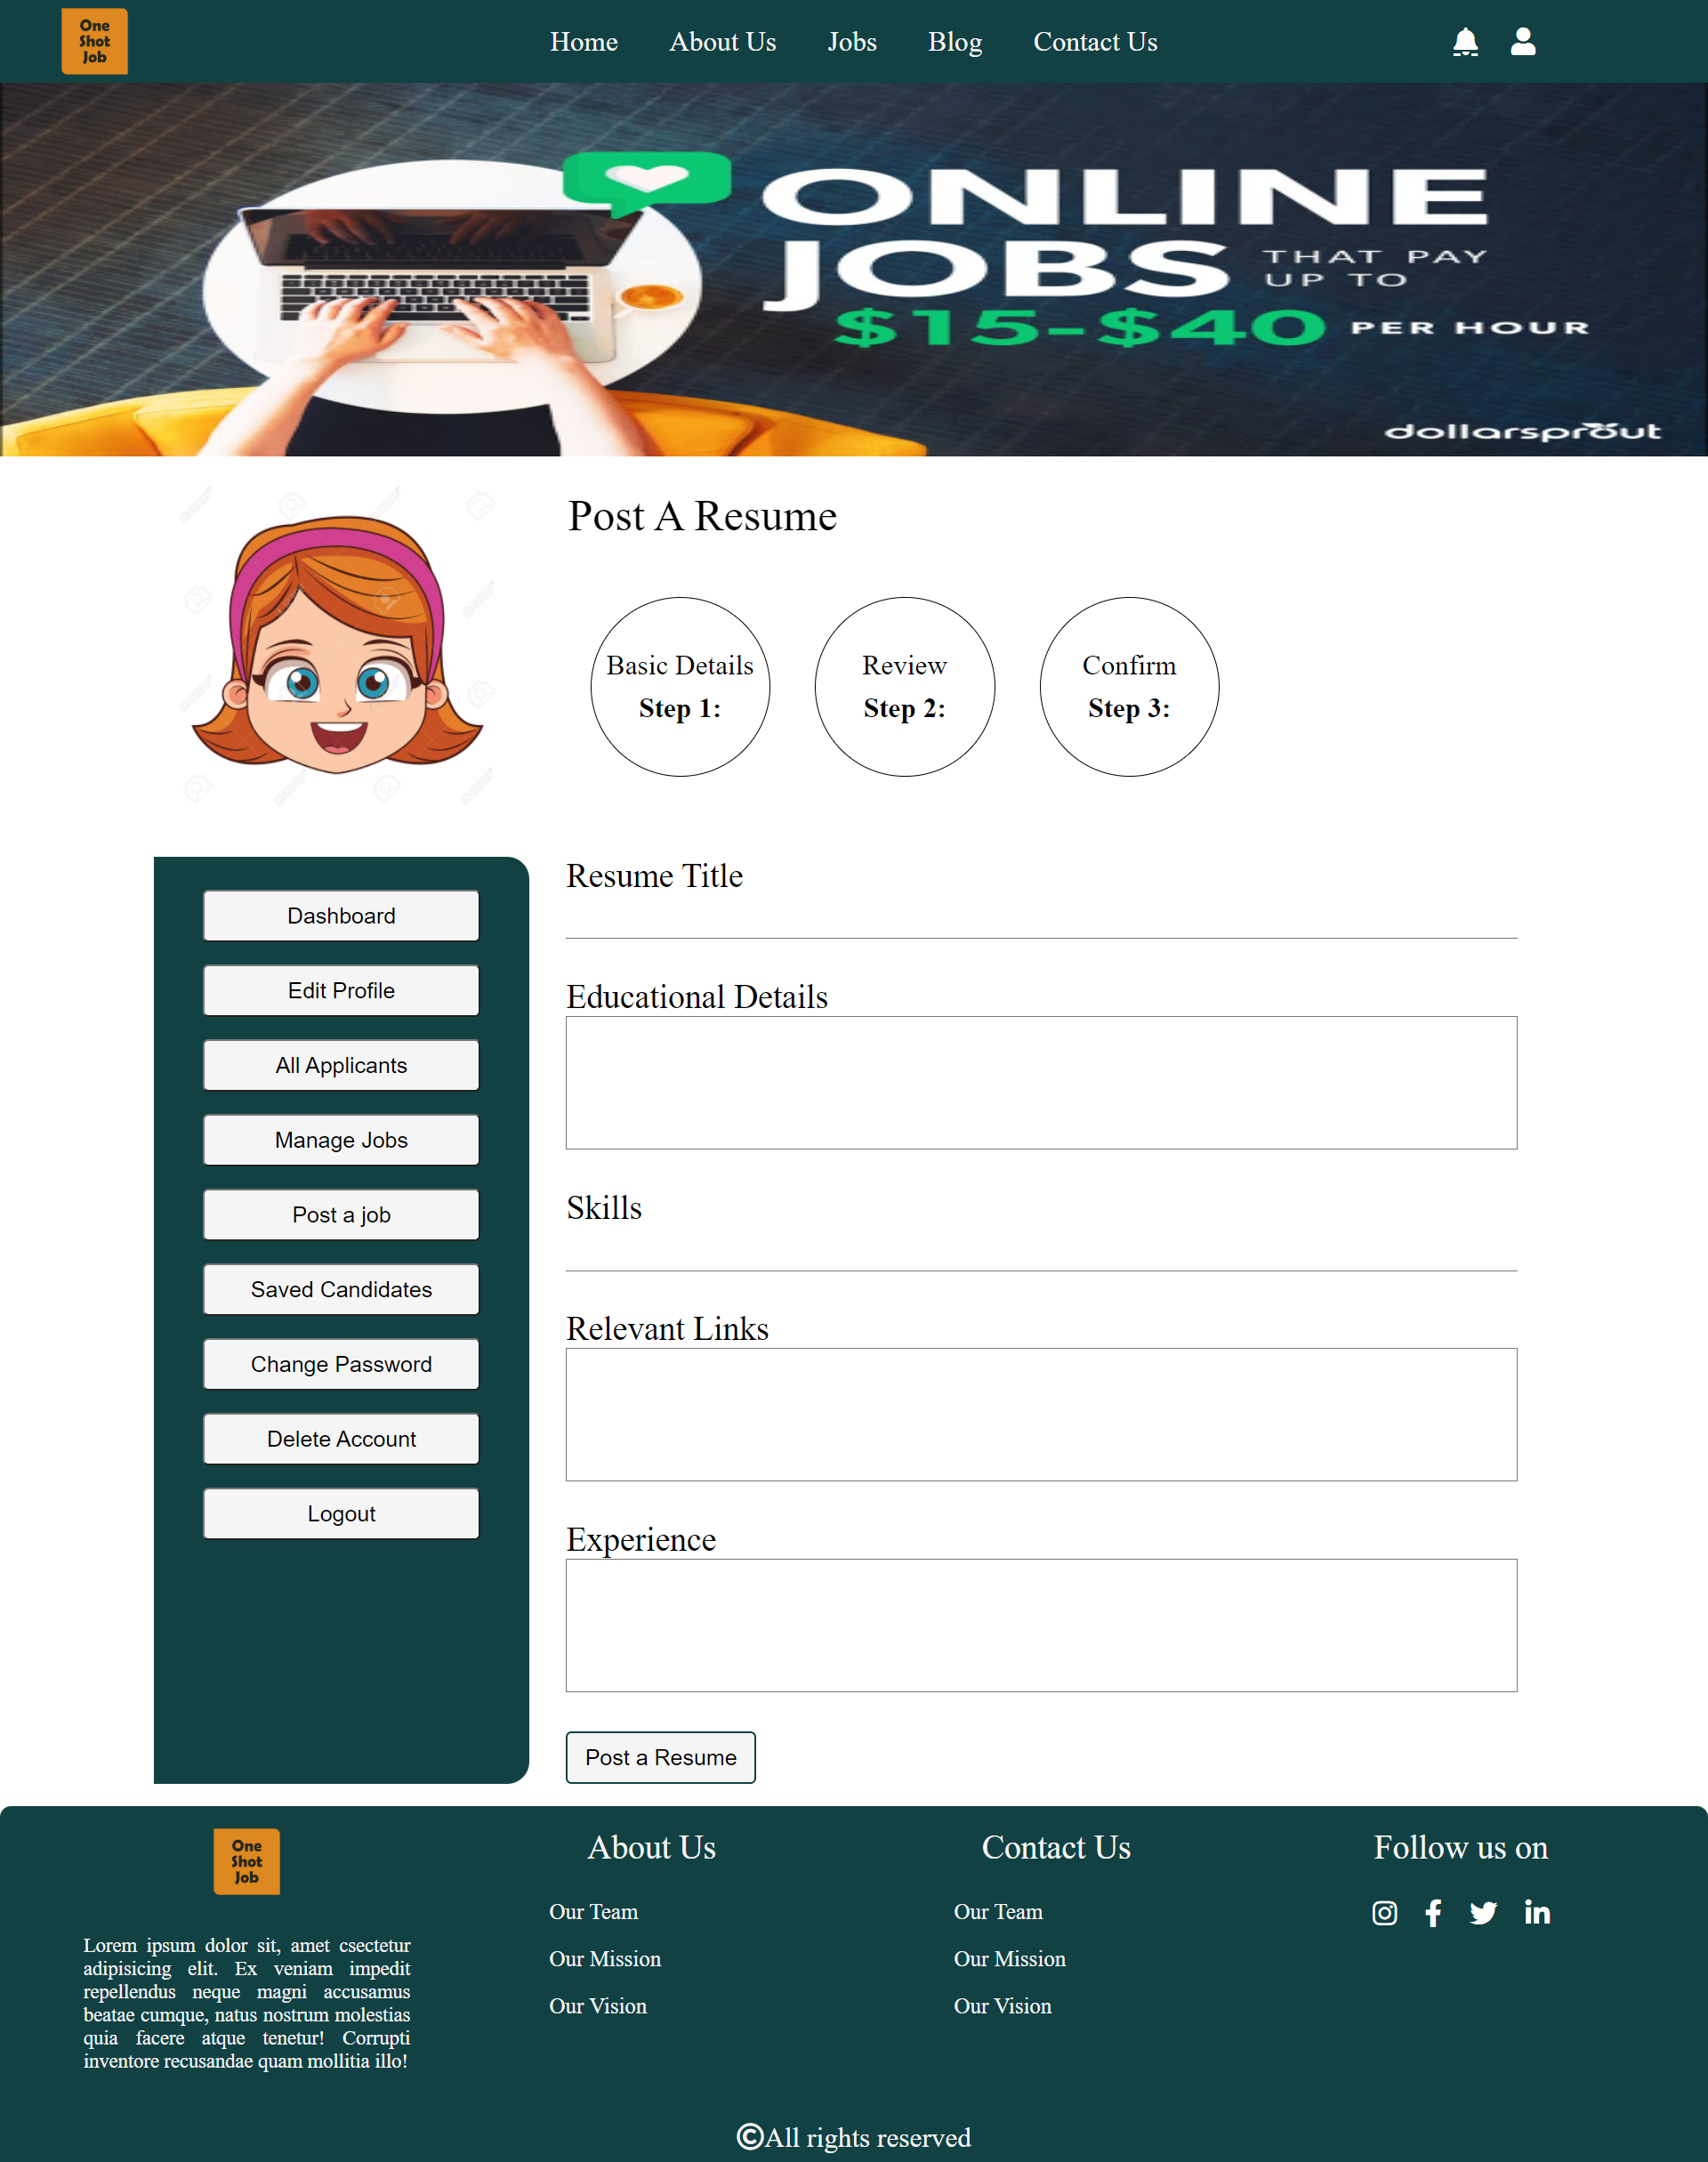 One
Shot
Job
Home
About Us
Jobs
Blog
Contact Us
ONLINE
JOBS THAT PAY
UP TO
$15-$40 PER HOUR
dollarsprout
Post A Resume
Basic Details
Step 1:
Review
Step 2:
Confirm
Step 3:
Dashboard
Edit Profile
All Applicants
Manage Jobs
Post a job
Saved Candidates
Change Password
Delete Account
Logout
Resume Title
Educational Details
Skills
Relevant Links
Experience
Post a Resume
One
Shot
Job
Lorem ipsum dolor sit, amet csectetur
adipisicing elit. Ex veniam impedit
repellendus neque magni accusamus
beatae cumque, natus nostrum molestias
quia facere atque tenetur! Corrupti
inventore recusandae quam mollitia illo!
About Us
Our Team
Our Mission
Our Vision
Contact Us
Our Team
Our Mission
Our Vision
Follow us on
©All rights reserved